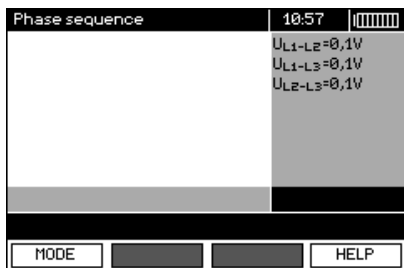 Phase sequence 10:57
UL1-L2=0,1V
UL1-L3=0,1V
UL2-L3=0,1V
MODE HELP